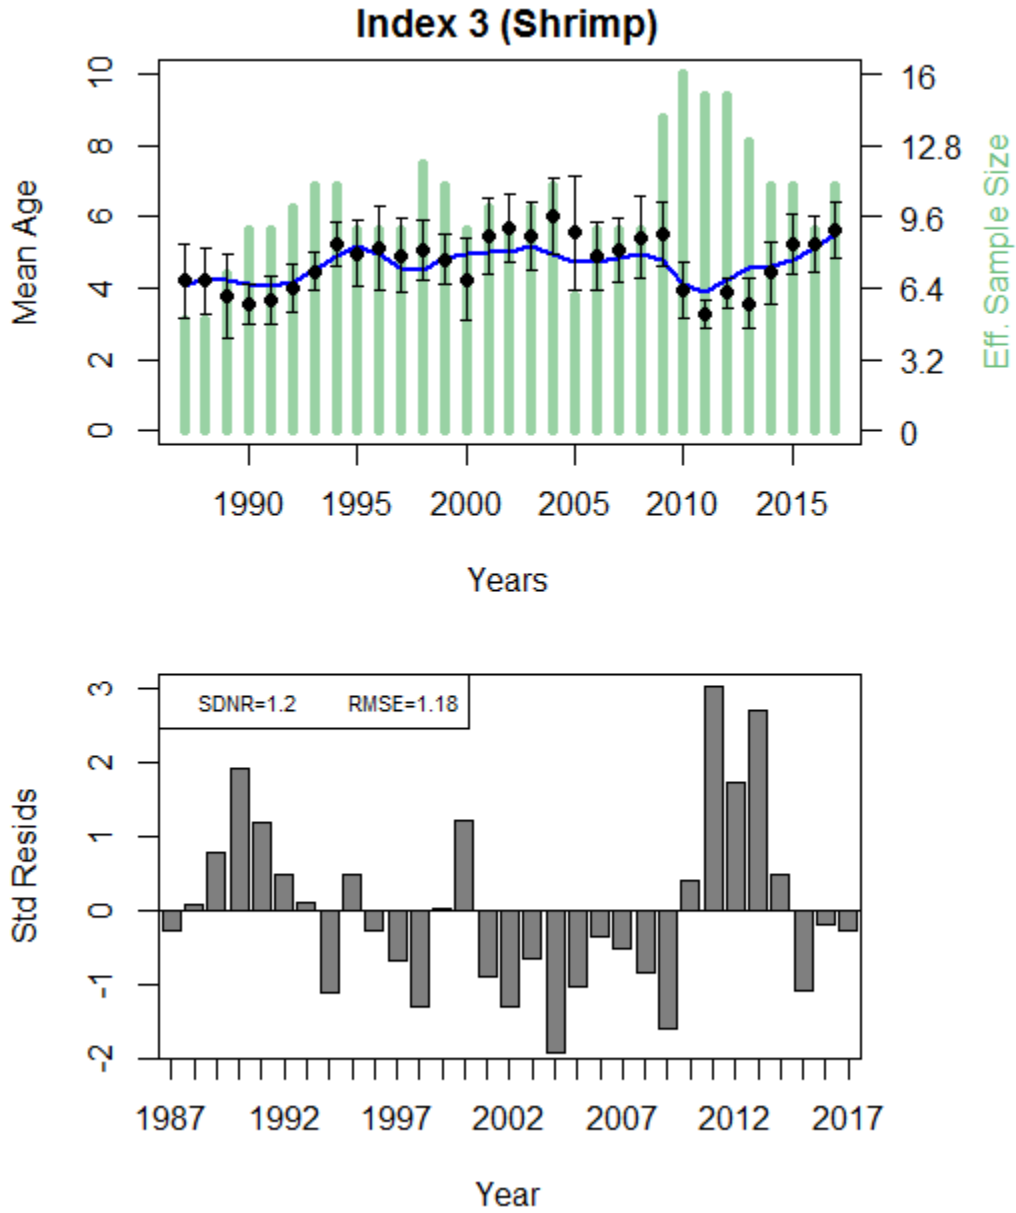 Index 3 (Shrimp)
Mean Age
10
8
6
4
2
0
16
12.8
9.6
6.4
3.2
0
Eff. Sample Size
1990 1995 2000 2005 2010 2015
Years
SDNR=1.2 RMSE=1.18
Std Resids
3
2
1
0
-1
-2
1987 1992 1997 2002 2007 2012 2017
Year